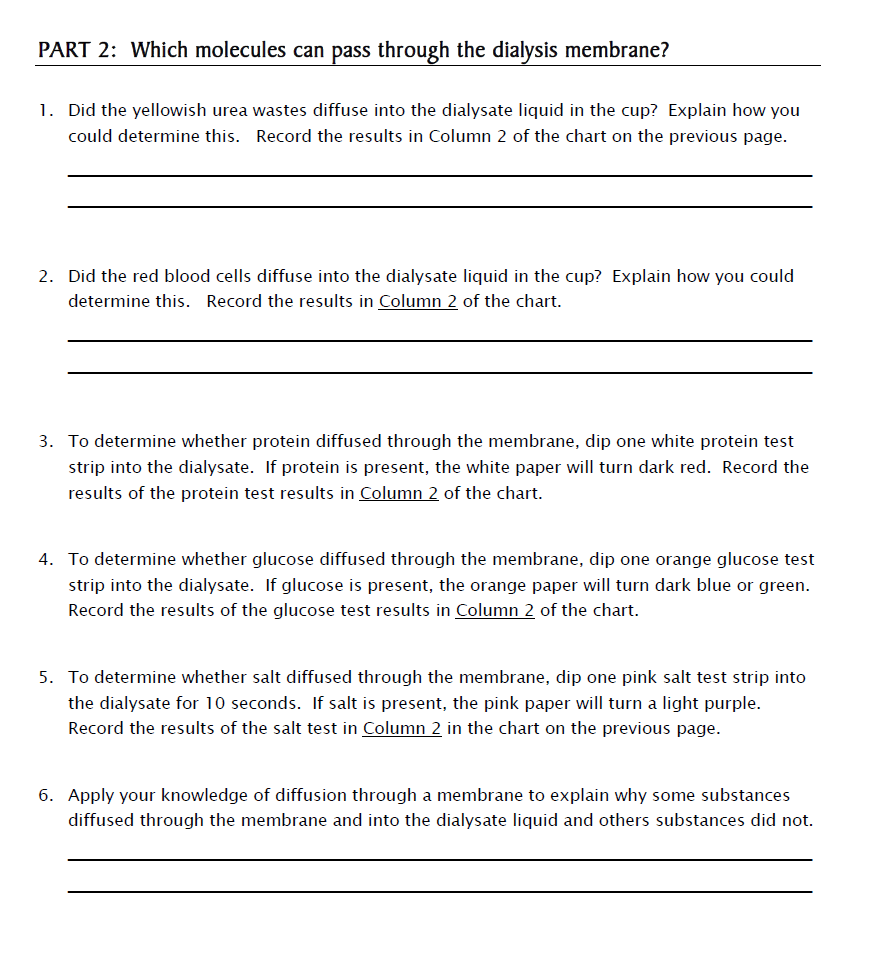 PART 2: Which molecules can pass through the dialysis membrane?
1. Did the yellowish urea wastes diffuse into the dialysate liquid in the cup? Explain how you
could determine this. Record the results in Column 2 of the chart on the previous page.
2. Did the red blood cells diffuse into the dialysate liquid in the cup? Explain how you could
determine this. Record the results in Column 2 of the chart.
3. To determine whether protein diffused through the membrane, dip one white protein test
strip into the dialysate. If protein is present, the white paper will turn dark red. Record the
results of the protein test results in Column 2 of the chart.
4. To determine whether glucose diffused through the membrane, dip one orange glucose test
strip into the dialysate. If glucose is present, the orange paper will turn dark blue or green.
Record the results of the glucose test results in Column 2 of the chart.
5. To determine whether salt diffused through the membrane, dip one pink salt test strip into
the dialysate for 10 seconds. If salt is present, the pink paper will turn a light purple.
Record the results of the salt test in Column 2 in the chart on the previous page.
6. Apply your knowledge of diffusion through a membrane to explain why some substances
diffused through the membrane and into the dialysate liquid and others substances did not.